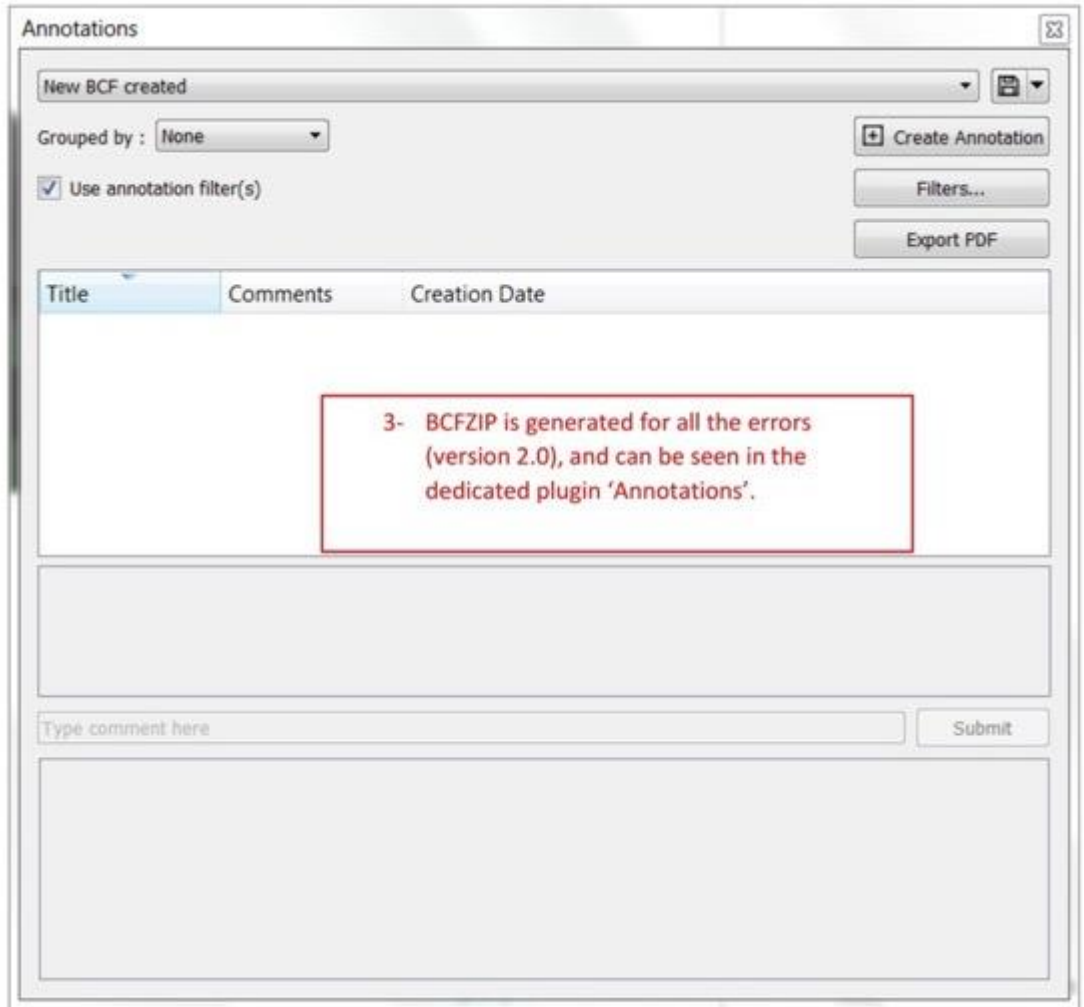 Annotations
New BCF created
Grouped by : None
Create Annotation
Use annotation filter(s)
Filters...
Export PDF
Title Comments Creation Date
3- BCFZIP is generated for all the errors
(version 2.0), and can be seen in the
dedicated plugin ‘Annotations’.
Type comment here
Submit